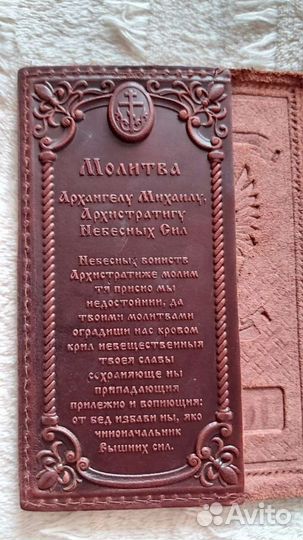 Молитва
Архангелу Михаилу,
Архистратигу
Небесных Сил
Небесных воинств
Архистратиже молим
тя присно мы
недостойнии, да
твоими молитвами
оградиши нас кровом
крил невещественныя
твоея славы
сохраняюще ны
припадающия
прилежно и вопиющия:
от бед избави ны, яко
чиноначальник
Вышних сил.
Avito